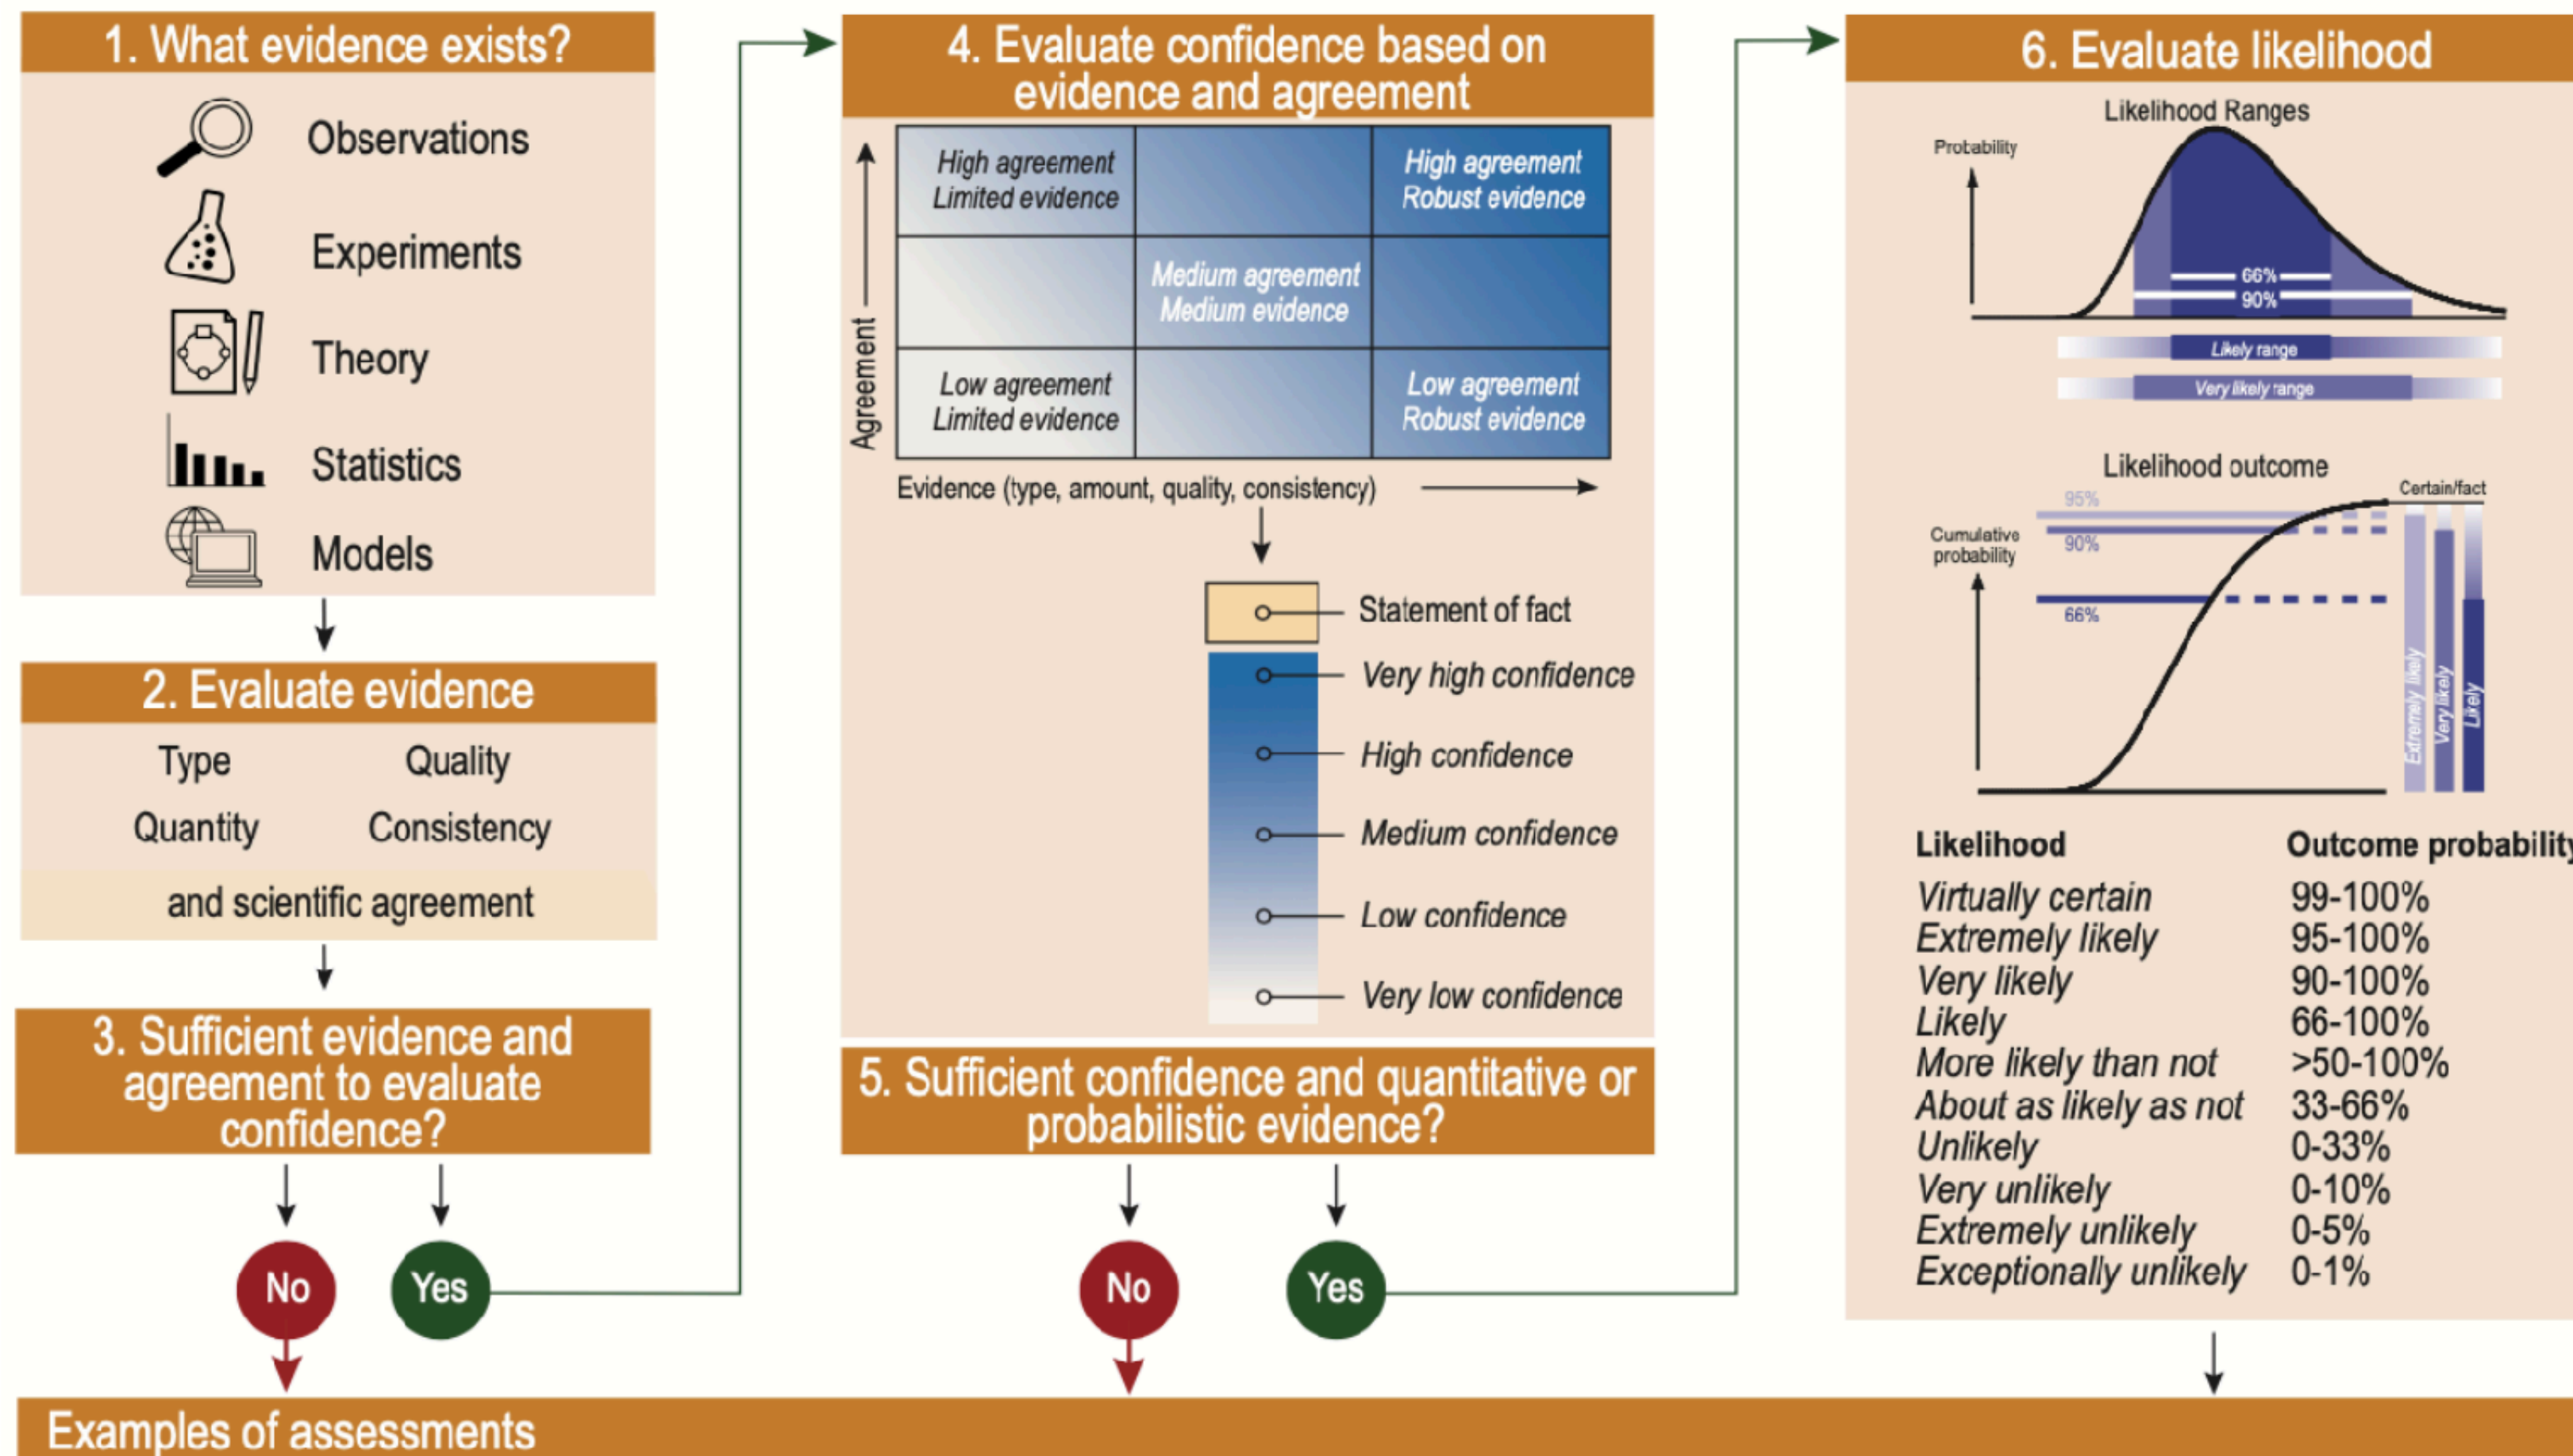 1. What evidence exists?
Observations
Experiments
Theory
Statistics
Models
2. Evaluate evidence
Type Quality
Quantity Consistency
and scientific agreement
3. Sufficient evidence and
agreement to evaluate
confidence?
No Yes
4. Evaluate confidence based on
evidence and agreement
Agreement
High agreement
Limited evidence
High agreement
Robust evidence
Medium agreement
Medium evidence
Low agreement
Limited evidence
Low agreement
Robust evidence
Evidence (type, amount, quality, consistency)
Statement of fact
Very high confidence
High confidence
Medium confidence
Low confidence
Very low confidence
5. Sufficient confidence and quantitative or
probabilistic evidence?
No Yes
6. Evaluate likelihood
Likelihood Ranges
Probability
66%
90%
Likely range
Very likely range
Likelihood outcome
Certain/fact
95%
Cumulative
probability
90%
66%
Extremely likely
Very likely
Likely
Likelihood Outcome probability
Virtually certain 99-100%
Extremely likely 95-100%
Very likely 90-100%
Likely 66-100%
More likely than not >50-100%
About as likely as not 33-66%
Unlikely 0-33%
Very unlikely 0-10%
Extremely unlikely 0-5%
Exceptionally unlikely 0-1%
Examples of assessments